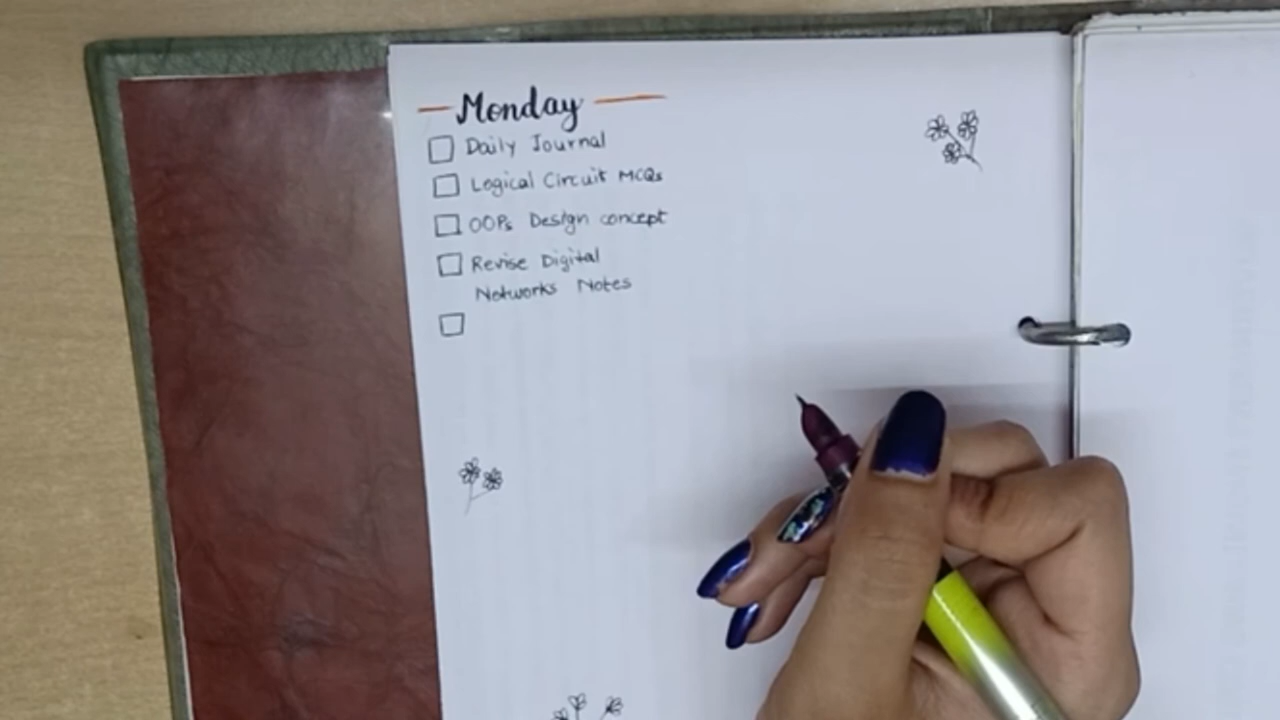 Monday
Daily Journal
Logical Circuit MCQs
OOPs Design concept
Revise Digital
Networks Notes